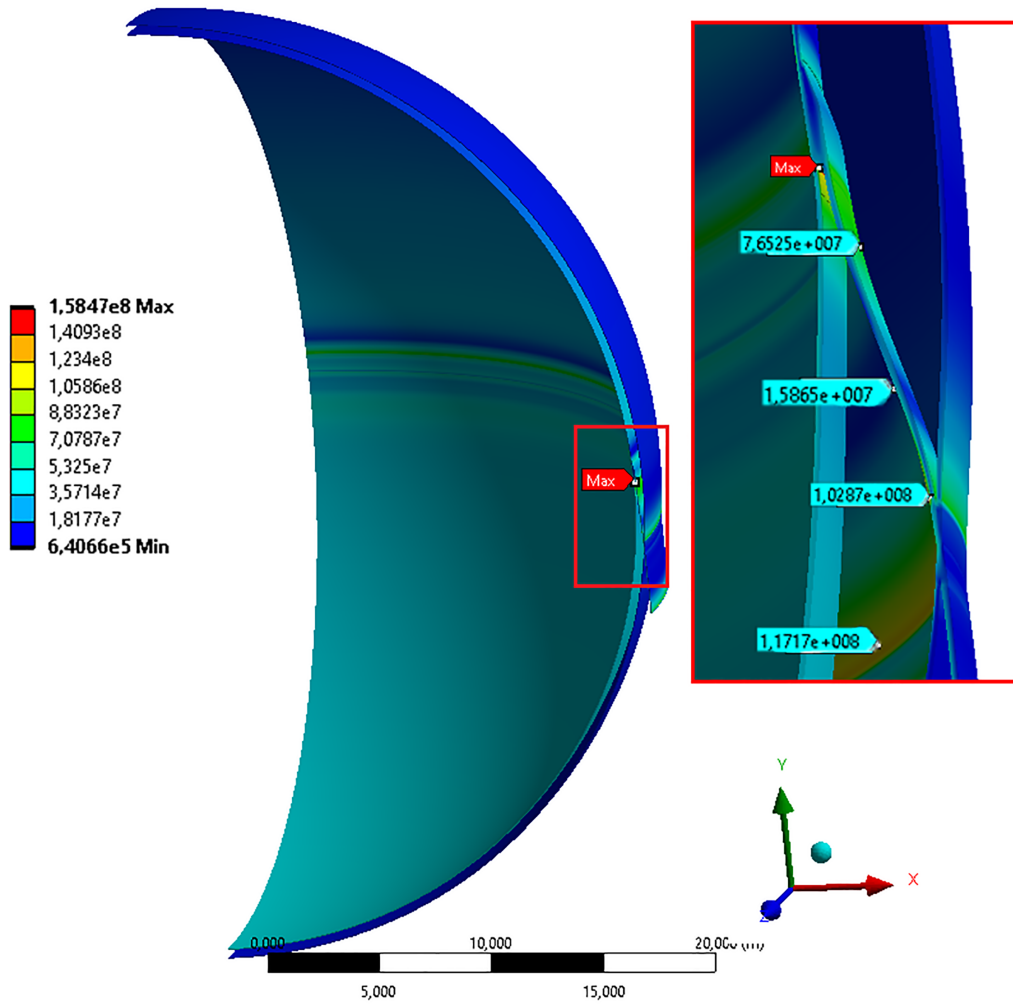 1,5847e8 Max
1,4093e8
1,234e8
1,0586e8
8,8323e7
7,0787e7
5,325e7
3,5714e7
1,8177e7
6,4066e5 Min
Max
Max
7,6525e+007
1,5865e+007
1,0287e+008
1,1717e+008
Y
X
Z
0,000
10,000
20,000 (m)
5,000
15,000